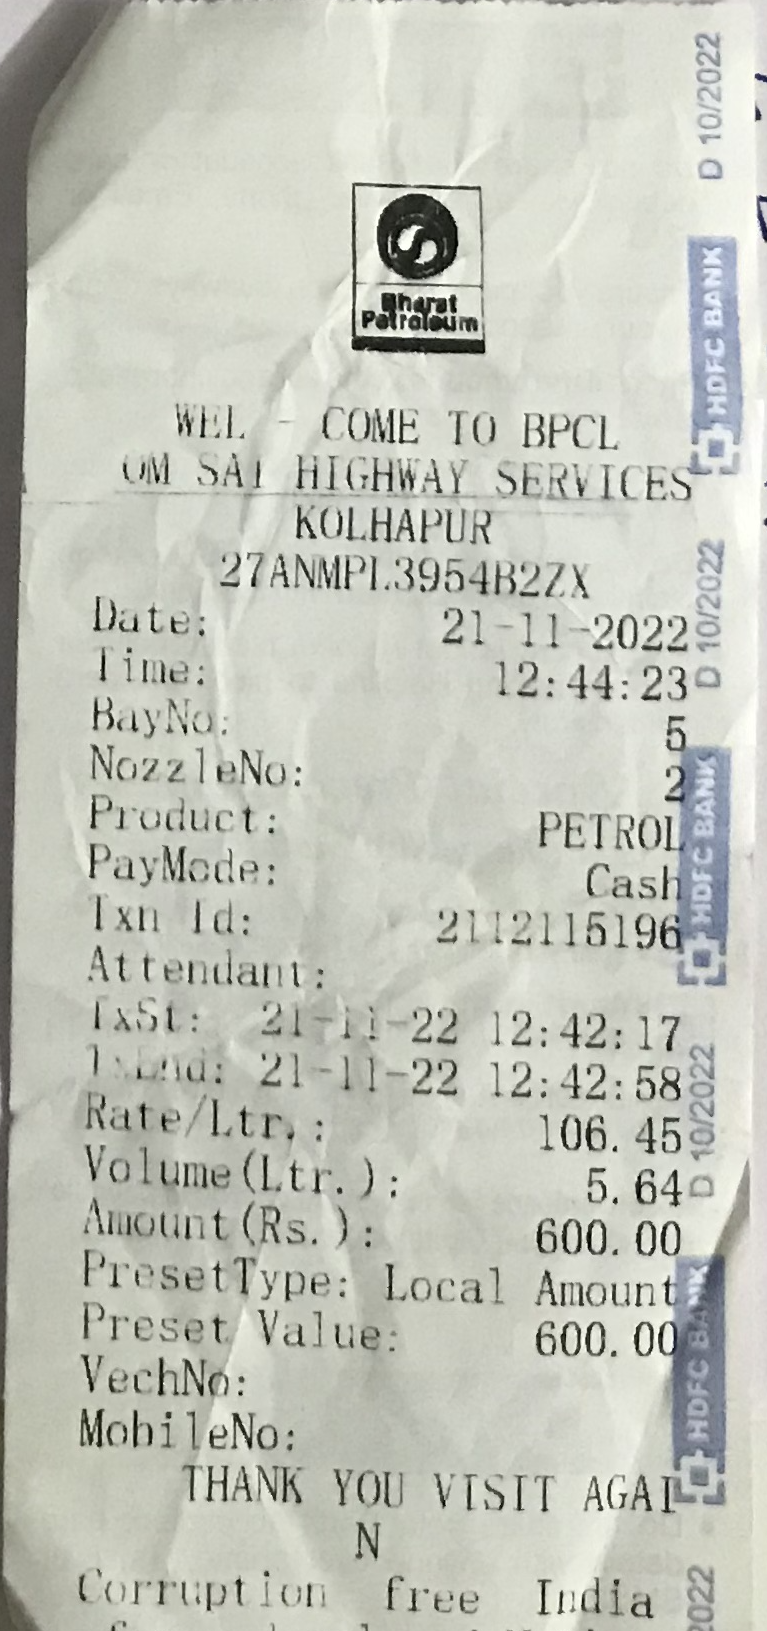 Bharat
Petroleum
WEL - COME TO BPCL
OM SAI HIGHWAY SERVICES
KOLHAPUR
27ANMPL3954B2ZX
Date: 21-11-2022
Time: 12:44:23
BayNo: 5
NozzleNo: 2
Product: PETROL
PayMode: Cash
Txn Id: 2112115196
Attendant:
TxSt: 21-11-22 12:42:17
TxEnd: 21-11-22 12:42:58
Rate/Ltr.: 106.45
Volume(Ltr.): 5.64
Amount(Rs.): 600.00
PresetType: Local Amount
Preset Value: 600.00
VechNo:
MobileNo:
THANK YOU VISIT AGAI
N
Corruption free India
D 10/2022
HDFC BANK
D 10/2022
HDFC BANK
D 10/2022
HDFC BANK
2022